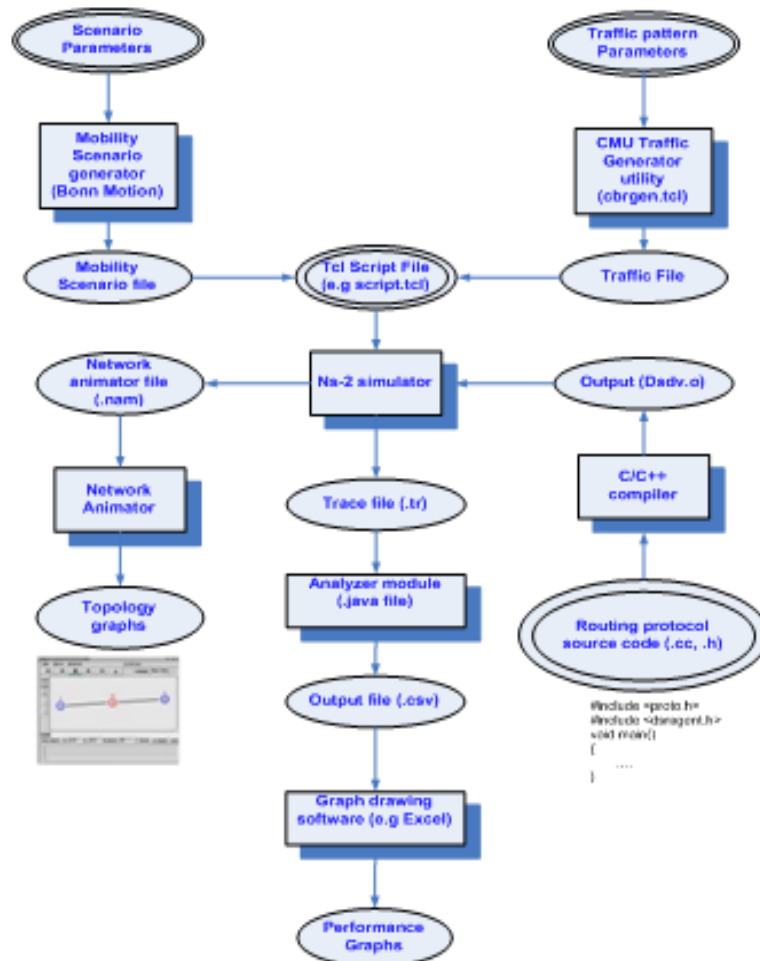 Scenario
Parameters
Traffic pattern
Parameters
Mobility
Scenario
generator
(Bonn Motion)
CMU Traffic
Generator
utility
(cbrgen.tcl)
Mobility
Scenario file
Tcl Script File
(e.g script.tcl)
Traffic File
Network
animator file
(.nam)
Ns-2 simulator
Output (Dsdv.o)
Network
Animator
Trace file (.tr)
C/C++
compiler
Topology
graphs
Analyzer module
(.java file)
Routing protocol
source code (.cc, .h)
Output file (.csv)
#include <proto.h>
#include <dsragent.h>
void main()
{
....
}
Graph drawing
software (e.g Excel)
Performance
Graphs